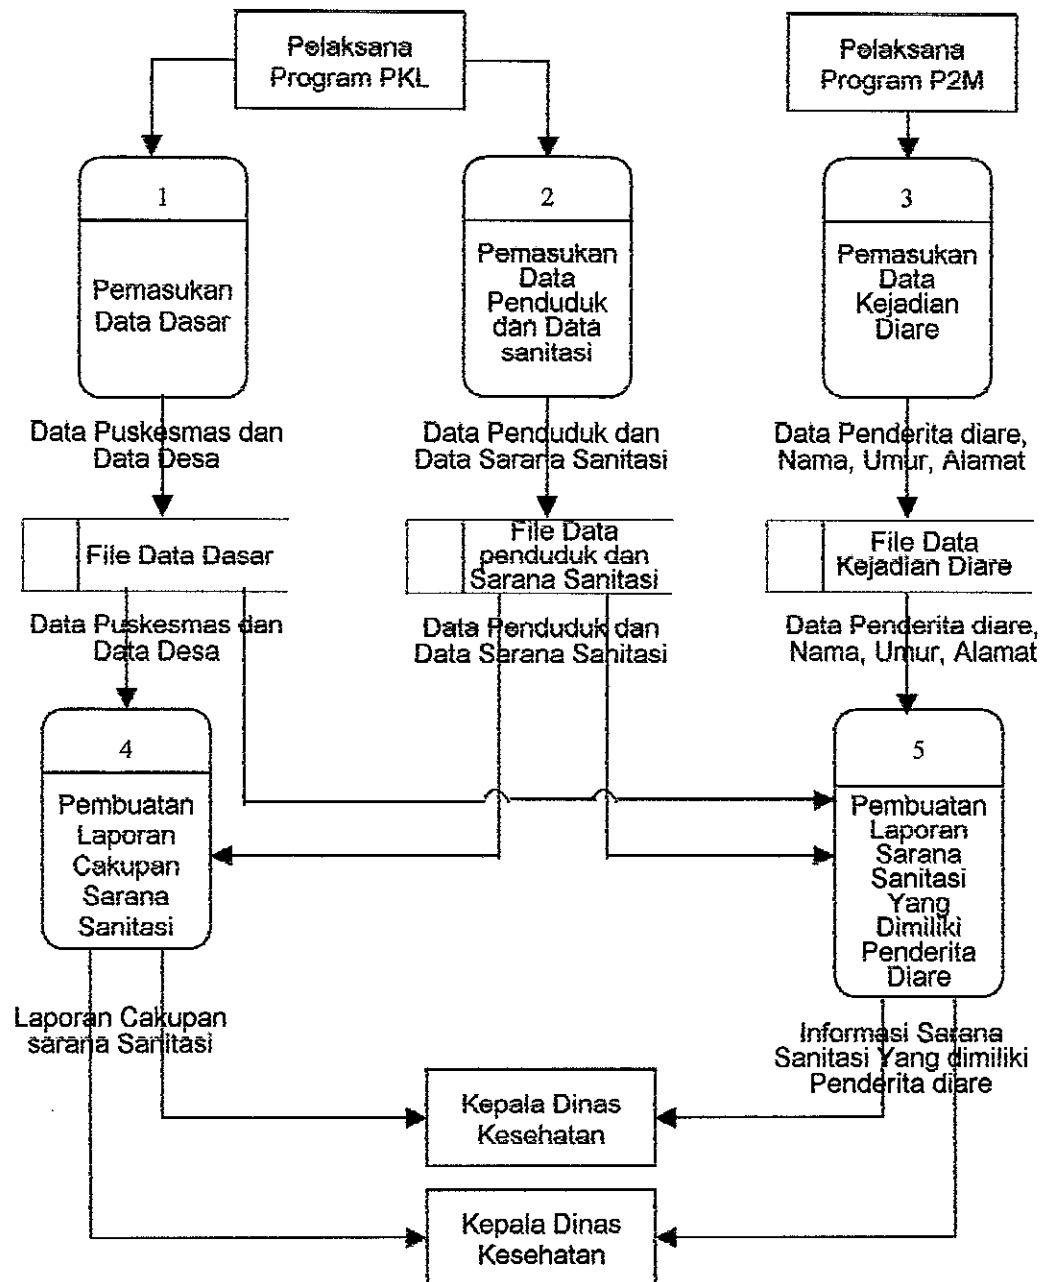 Pelaksana
Program PKL
Pelaksana
Program P2M
1
Pemasukan
Data Dasar
2
Pemasukan
Data
Penduduk
dan Data
sanitasi
3
Pemasukan
Data
Kejadian
Diare
Data Puskesmas dan
Data Desa
Data Penduduk dan
Data Sarana Sanitasi
Data Penderita diare,
Nama, Umur, Alamat
File Data Dasar
File Data
penduduk dan
Sarana Sanitasi
File Data
Kejadian Diare
Data Puskesmas dan
Data Desa
Data Penduduk dan
Data Sarana Sanitasi
Data Penderita diare,
Nama, Umur, Alamat
4
Pembuatan
Laporan
Cakupan
Sarana
Sanitasi
5
Pembuatan
Laporan
Sarana
Sanitasi
Yang
Dimiliki
Penderita
Diare
Laporan Cakupan
sarana Sanitasi
Informasi Sarana
Sanitasi Yang dimiliki
Penderita diare
Kepala Dinas
Kesehatan
Kepala Dinas
Kesehatan